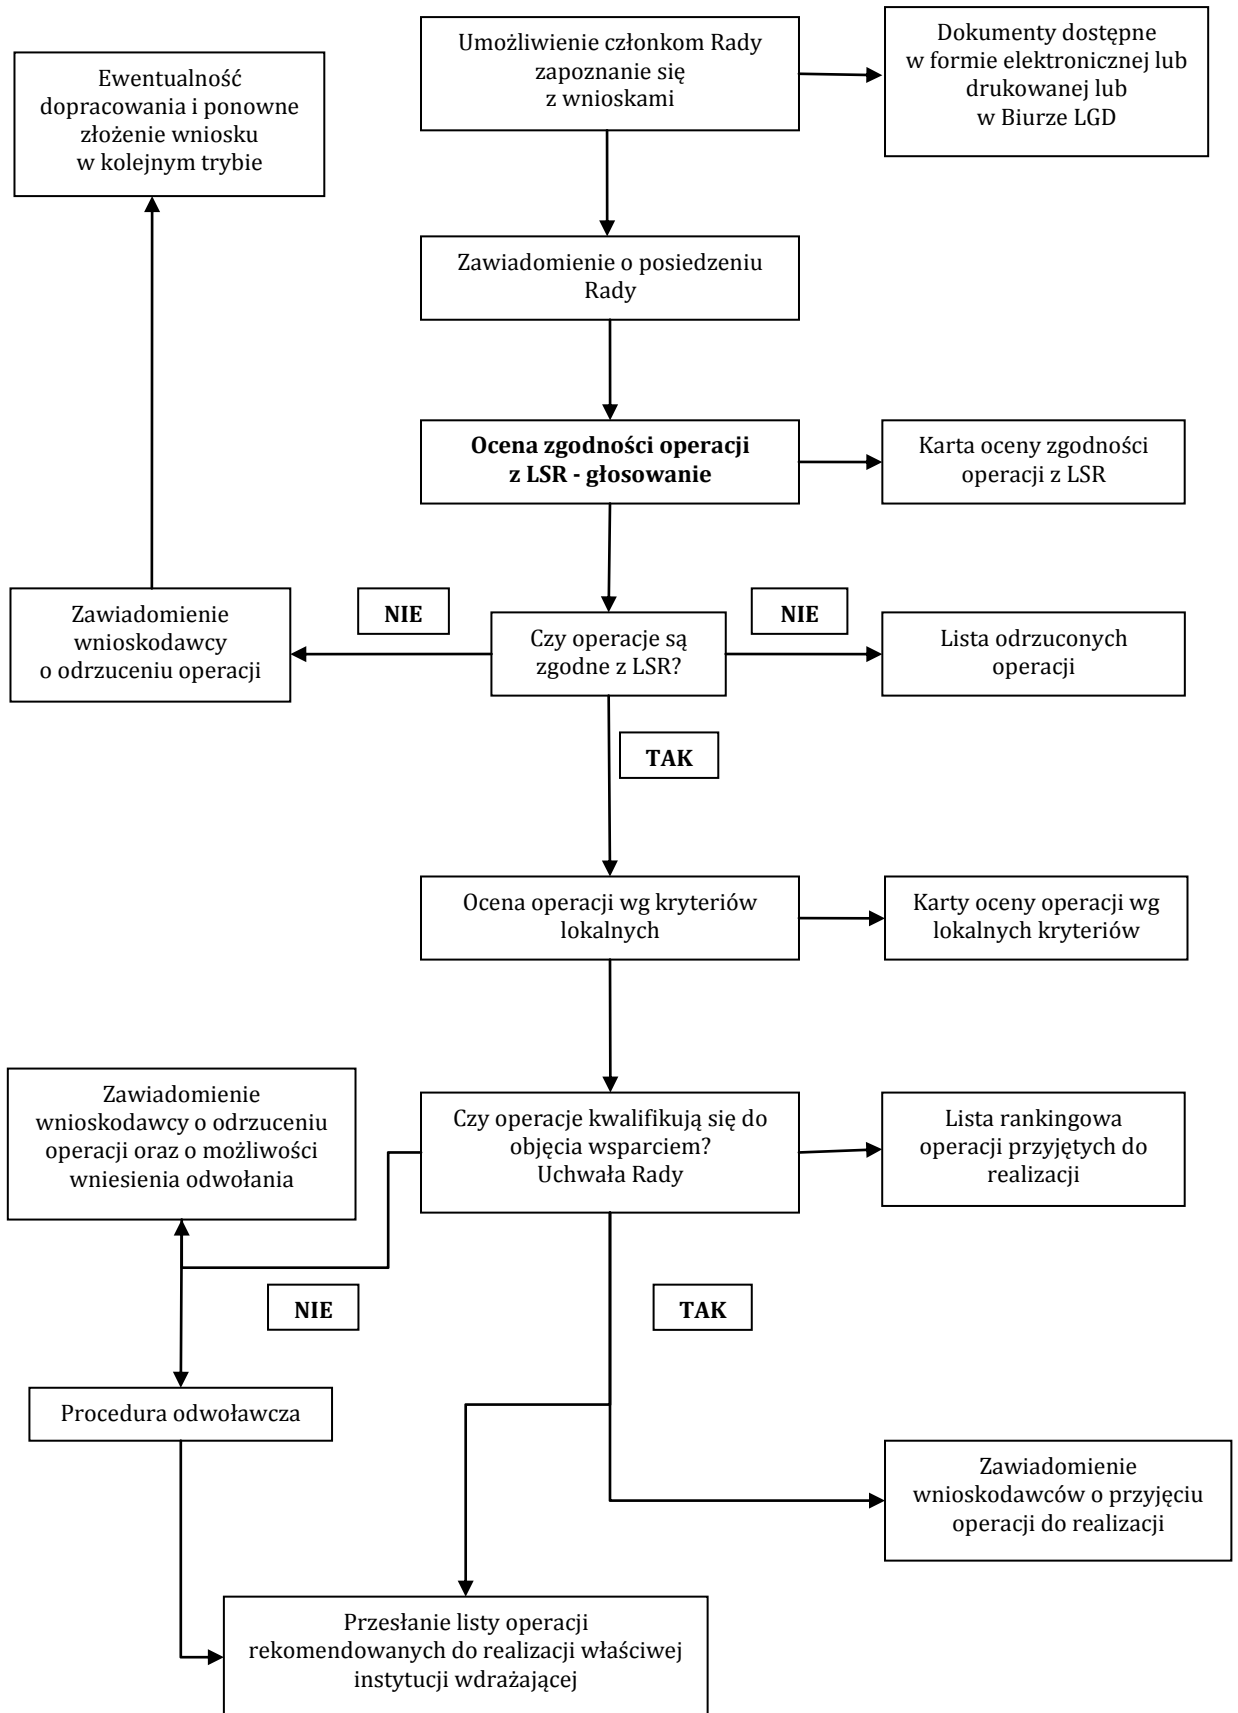 Umożliwienie członkom Rady
zapoznanie się
z wnioskami
Dokumenty dostępne
w formie elektronicznej lub
drukowanej lub
w Biurze LGD
Ewentualność
dopracowania i ponowne
złożenie wniosku
w kolejnym trybie
Zawiadomienie o posiedzeniu
Rady
Ocena zgodności operacji
z LSR - głosowanie
Karta oceny zgodności
operacji z LSR
Zawiadomienie
wnioskodawcy
o odrzuceniu operacji
NIE
Czy operacje są
zgodne z LSR?
NIE
Lista odrzuconych
operacji
TAK
Ocena operacji wg kryteriów
lokalnych
Karty oceny operacji wg
lokalnych kryteriów
Zawiadomienie
wnioskodawcy o odrzuceniu
operacji oraz o możliwości
wniesienia odwołania
Czy operacje kwalifikują się do
objęcia wsparciem?
Uchwała Rady
Lista rankingowa
operacji przyjętych do
realizacji
NIE
TAK
Procedura odwoławcza
Zawiadomienie
wnioskodawców o przyjęciu
operacji do realizacji
Przesłanie listy operacji
rekomendowanych do realizacji właściwej
instytucji wdrażającej